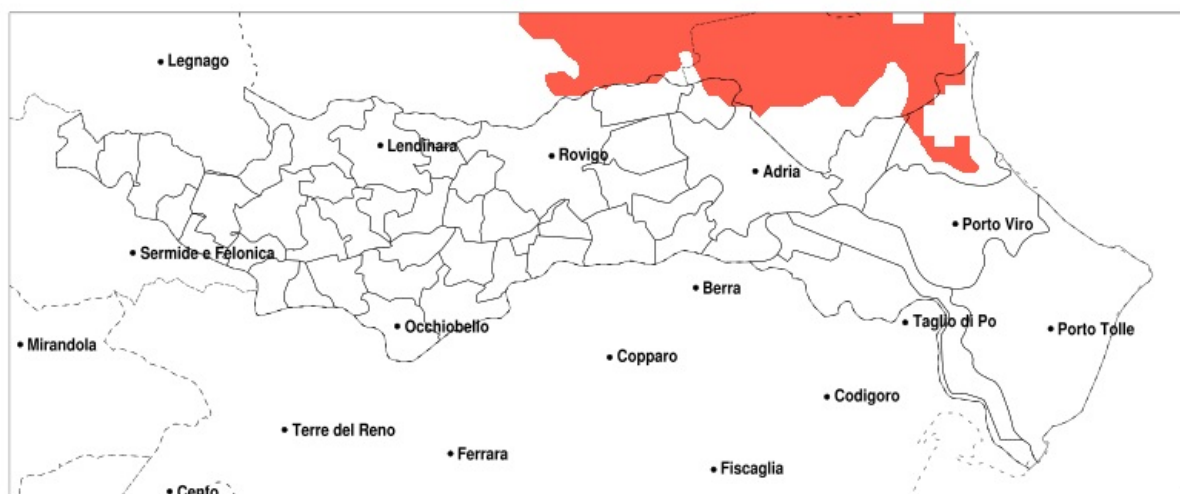 Legnago
Lendinara
Rovigo
Adria
Porto Viro
Sermide e Felonica
Berra
Occhiobello
Taglio di Po
Porto Tolle
Mirandola
Copparo
Codigoro
Terre del Reno
Ferrara
Fiscaglia
Cento